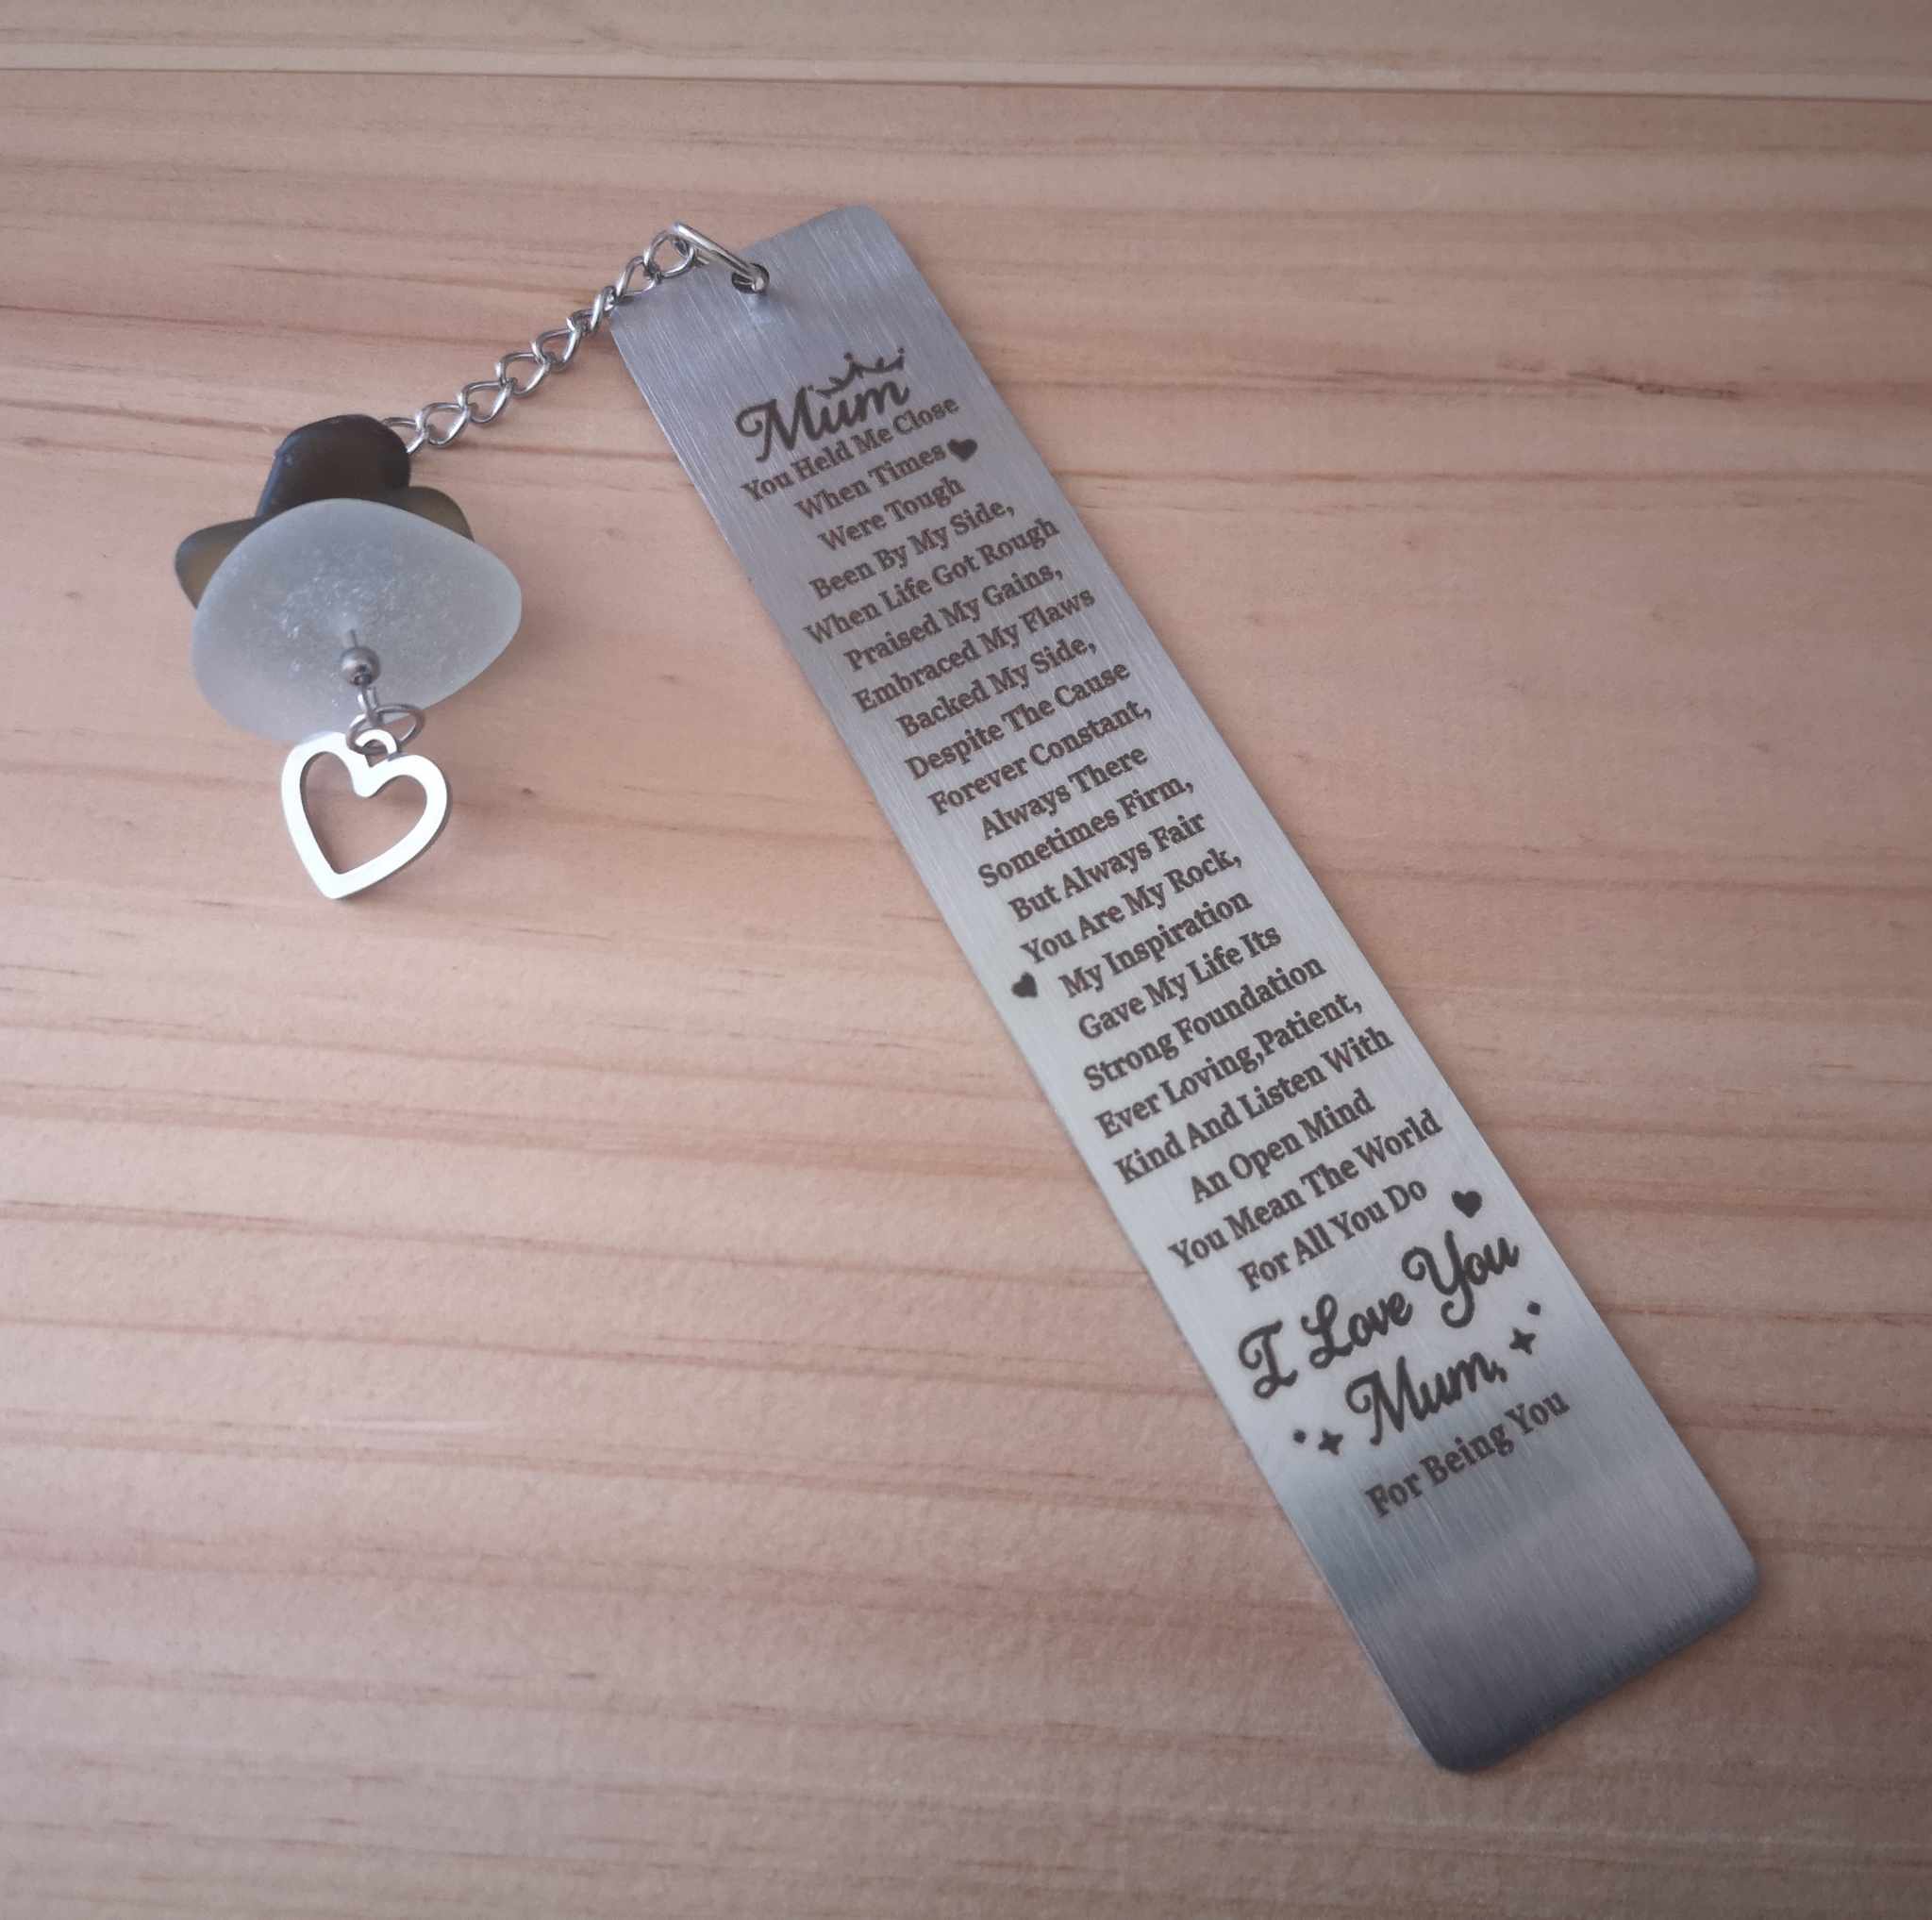 Mum
You Held Me Close
When Times
Were Tough
Been By My Side,
When Life Got Rough
Praised My Gains,
Embraced My Flaws
Backed My Side,
Despite The Cause
Forever Constant,
Always There
Sometimes Firm,
But Always Fair
You Are My Rock,
My Inspiration
Gave My Life Its
Strong Foundation
Ever Loving,Patient,
Kind And Listen With
An Open Mind
You Mean The World
For All You Do
I Love You
Mum,
For Being You